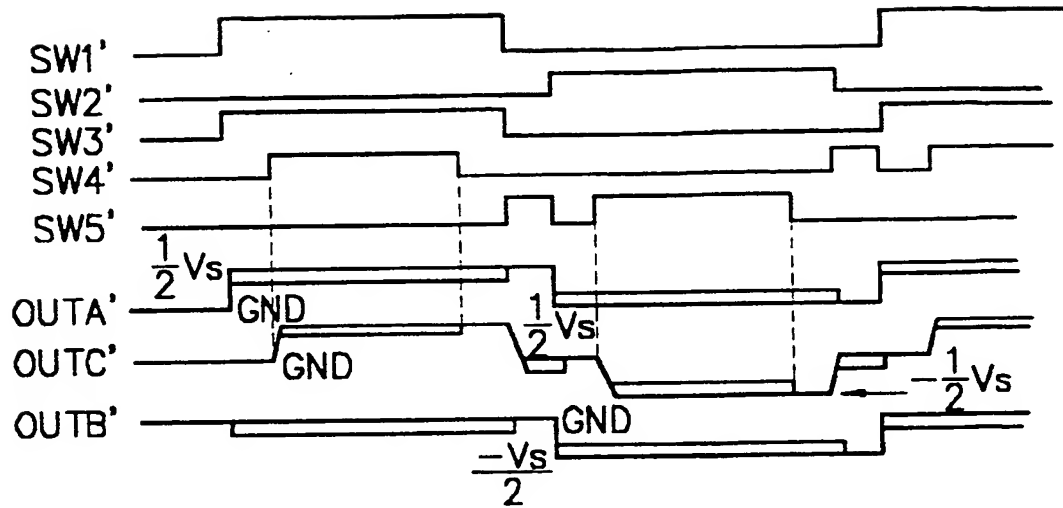 SW1'
SW2'
SW3'
SW4'
SW5'
1/2 Vs
OUTA'
GND
1/2 Vs
OUTC'
GND
-1/2 Vs
OUTB'
GND
-Vs/2